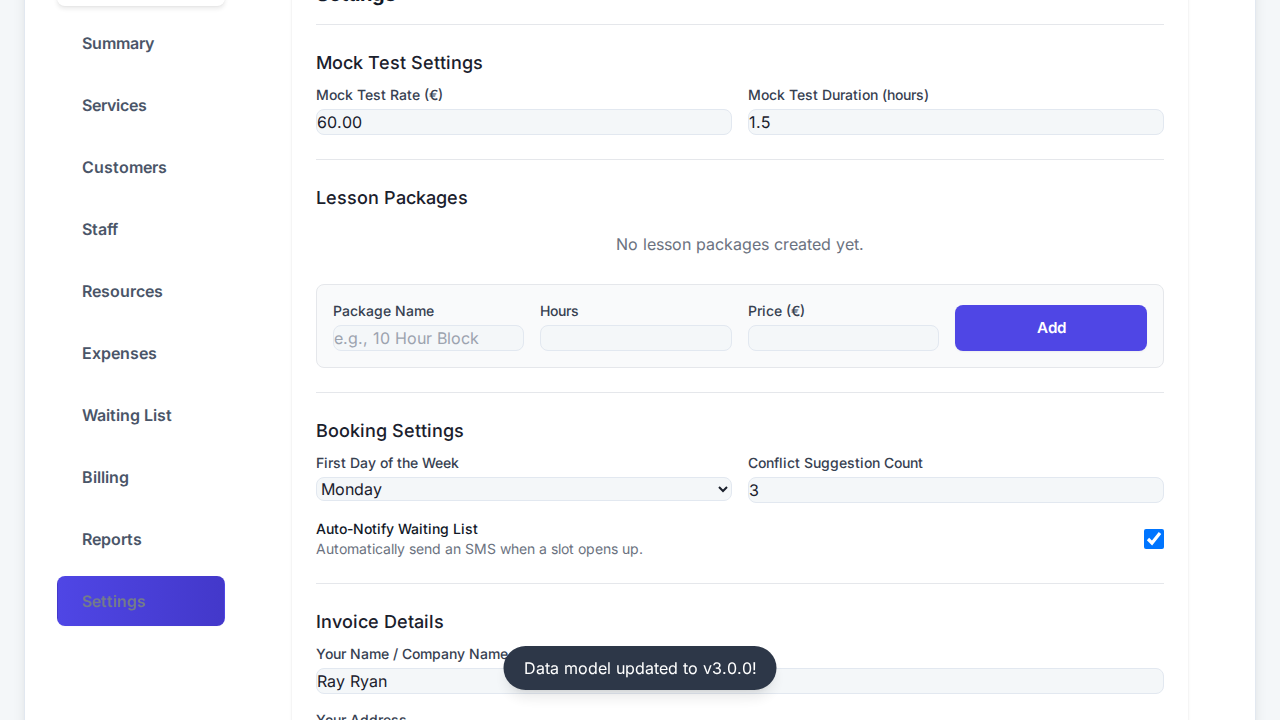 Settings
Summary
Services
Customers
Staff
Resources
Expenses
Waiting List
Billing
Reports
Settings
Mock Test Settings
Mock Test Rate (€)
Mock Test Duration (hours)
60.00
1.5
Lesson Packages
No lesson packages created yet.
Package Name
Hours
Price (€)
e.g., 10 Hour Block
Add
Booking Settings
First Day of the Week
Conflict Suggestion Count
Monday
3
Auto-Notify Waiting List
Automatically send an SMS when a slot opens up.
Invoice Details
Your Name / Company Name
Data model updated to v3.0.0!
Ray Ryan
Your Address